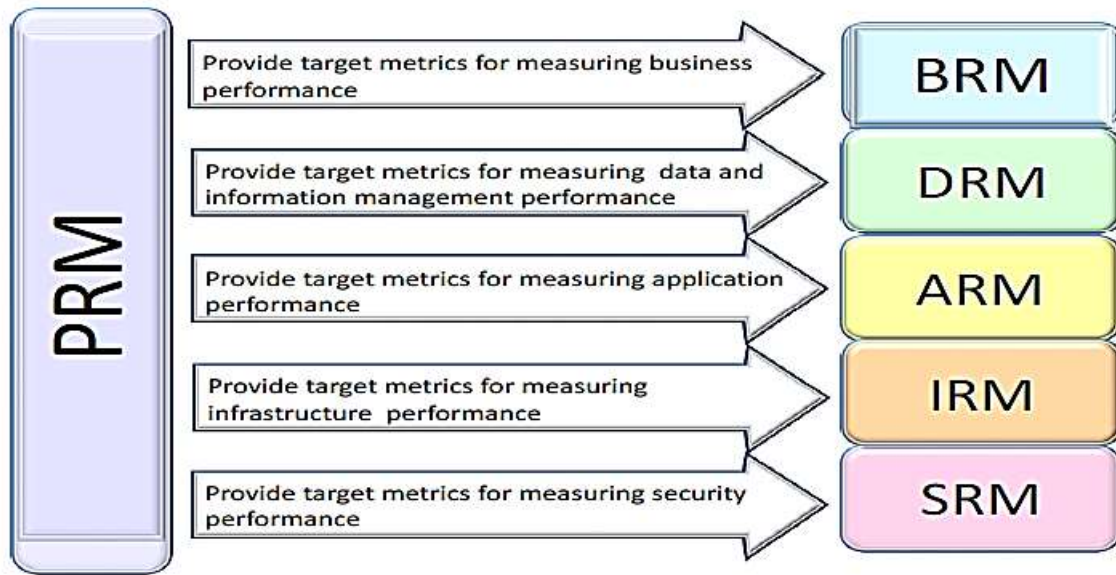 PRM
Provide target metrics for measuring business
performance
BRM
Provide target metrics for measuring data and
information management performance
DRM
Provide target metrics for measuring application
performance
ARM
Provide target metrics for measuring
infrastructure performance
IRM
Provide target metrics for measuring security
performance
SRM